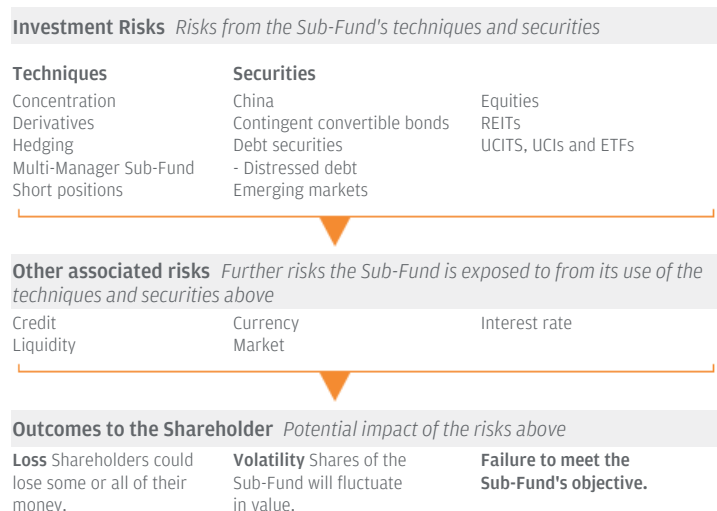 Investment Risks Risks from the Sub-Fund's techniques and securities
Techniques
Concentration
Derivatives
Hedging
Multi-Manager Sub-Fund
Short positions
Securities
China
Contingent convertible bonds
Debt securities
- Distressed debt
Emerging markets
Equities
REITs
UCITS, UCIs and ETFs
Other associated risks Further risks the Sub-Fund is exposed to from its use of the
techniques and securities above
Credit
Liquidity
Currency
Market
Interest rate
Outcomes to the Shareholder Potential impact of the risks above
Loss Shareholders could
lose some or all of their
money.
Volatility Shares of the
Sub-Fund will fluctuate
in value.
Failure to meet the
Sub-Fund's objective.